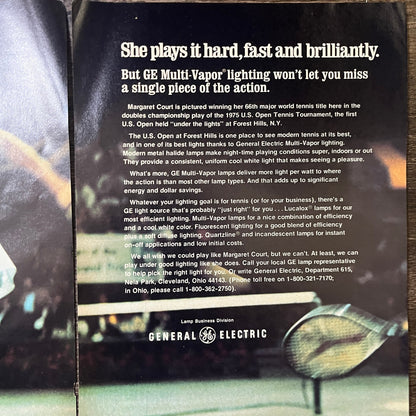 She plays it hard, fast and brilliantly.
But GE Multi-Vapor® lighting won't let you miss
a single piece of the action.
Margaret Court is pictured winning her 66th major world tennis title here in the
doubles championship play of the 1975 U.S. Open Tennis Tournament, the first
U.S. Open held "under the lights" at Forest Hills, N.Y.
The U.S. Open at Forest Hills is one place to see modern tennis at its best,
and in one of its best lights thanks to General Electric Multi-Vapor lighting.
Modern metal halide lamps make night-time playing conditions super, indoors or out
They provide a consistent, uniform cool white light that makes seeing a pleasure.
What's more, GE Multi-Vapor lamps deliver more light per watt to where
the action is than most other lamp types. And that adds up to significant
energy and dollar savings.
Whatever your lighting goal is for tennis (or for your business), there's a
GE light source that's probably "just right" for you . . . Lucalox® lamps for our
most efficient lighting. Multi-Vapor lamps for a nice combination of efficiency
and a cool white color. Fluorescent lighting for a good blend of efficiency
plus a soft diffuse lighting. Quartzline® and incandescent lamps for instant
on-off applications and low initial costs.
We all wish we could play like Margaret Court, but we can't. At least, we can
play under good lighting like she does. Call your local GE lamp representative
to help pick the right light for you. Or write General Electric, Department 615,
Nela Park, Cleveland, Ohio 44143. (Phone toll free on 1-800-321-7170;
in Ohio, please call 1-800-362-2750).
Lamp Business Division
GENERAL GE ELECTRIC